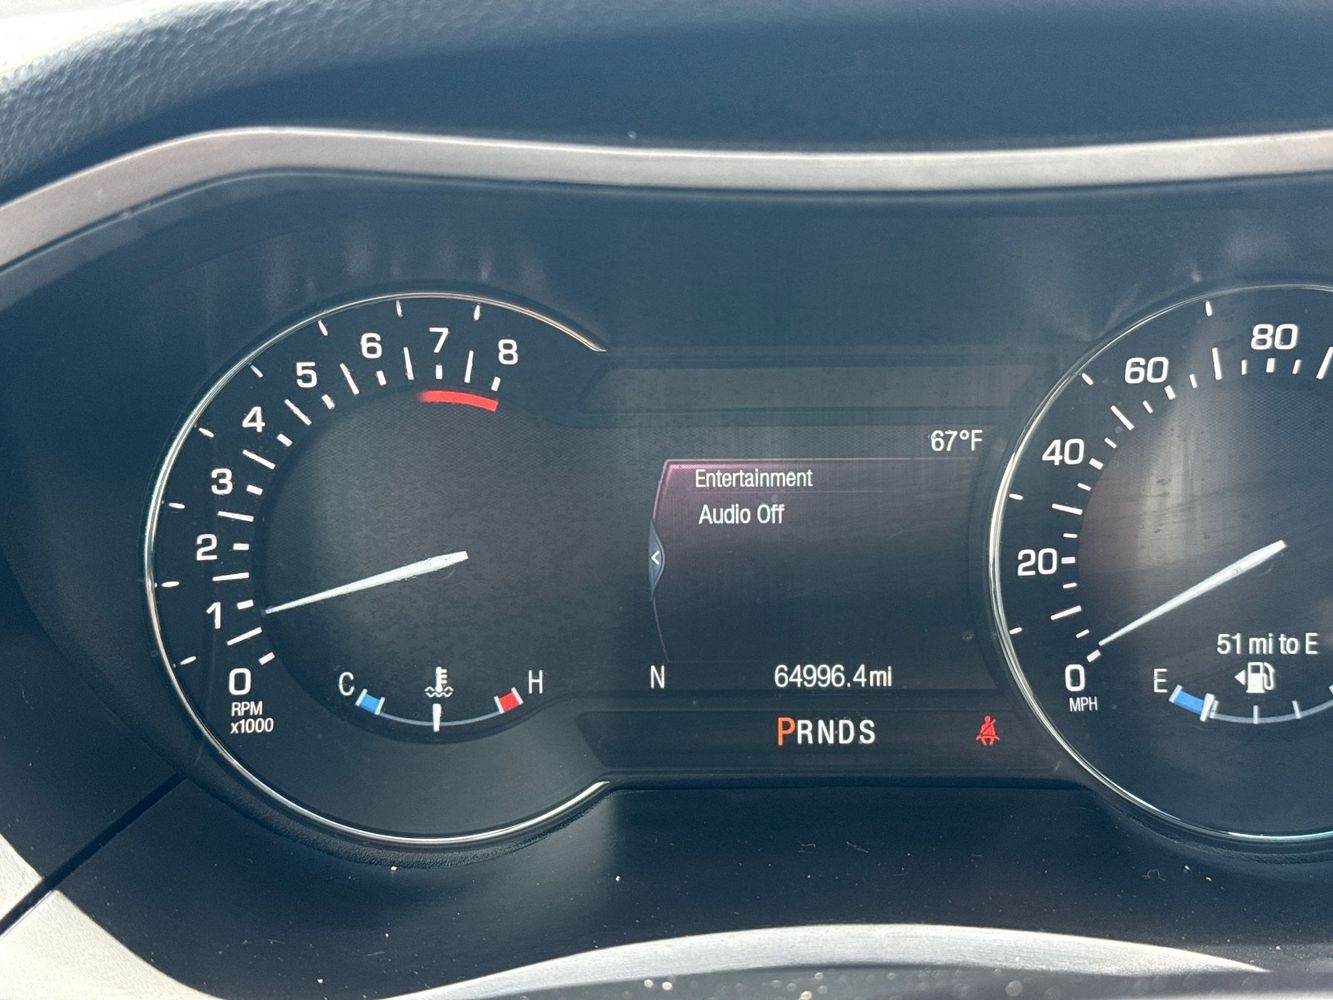 8
7
6
5
4
3
2
1
0
RPM
x1000
C H
67°F
Entertainment
Audio Off
N 64996.4mi
PRNDS
80
60
40
20
0
MPH
51 mi to E
E